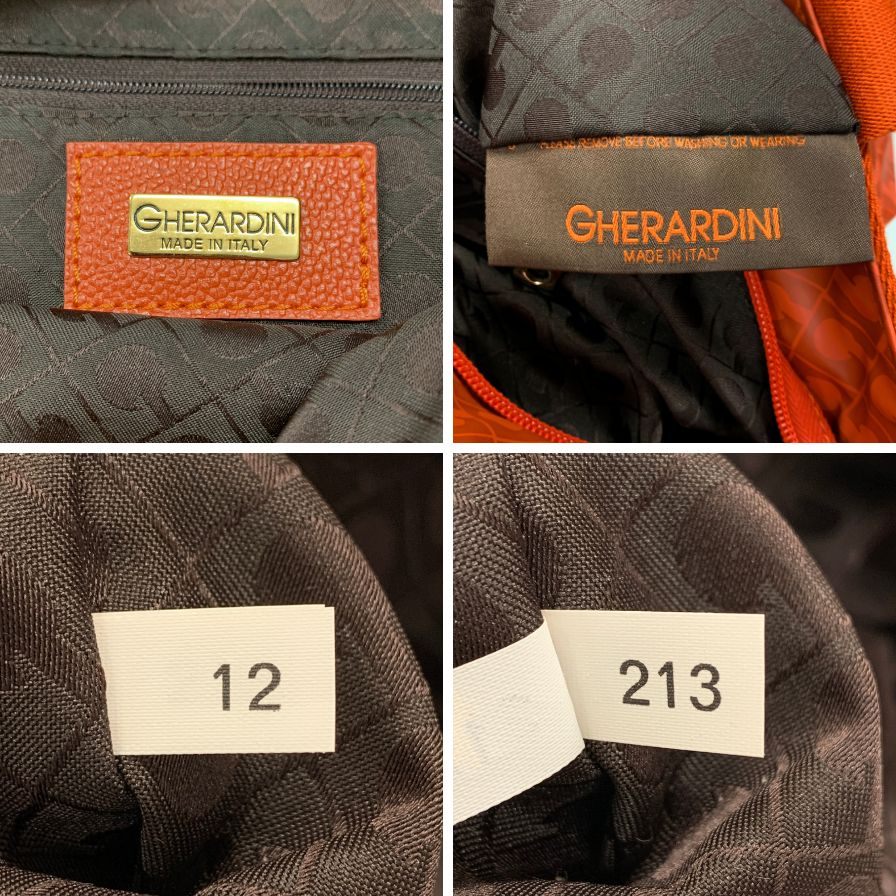 GHERARDINI
MADE IN ITALY
PLEASE REMOVE BEFORE WASHING OR WEARING
GHERARDINI
MADE IN ITALY
12
213